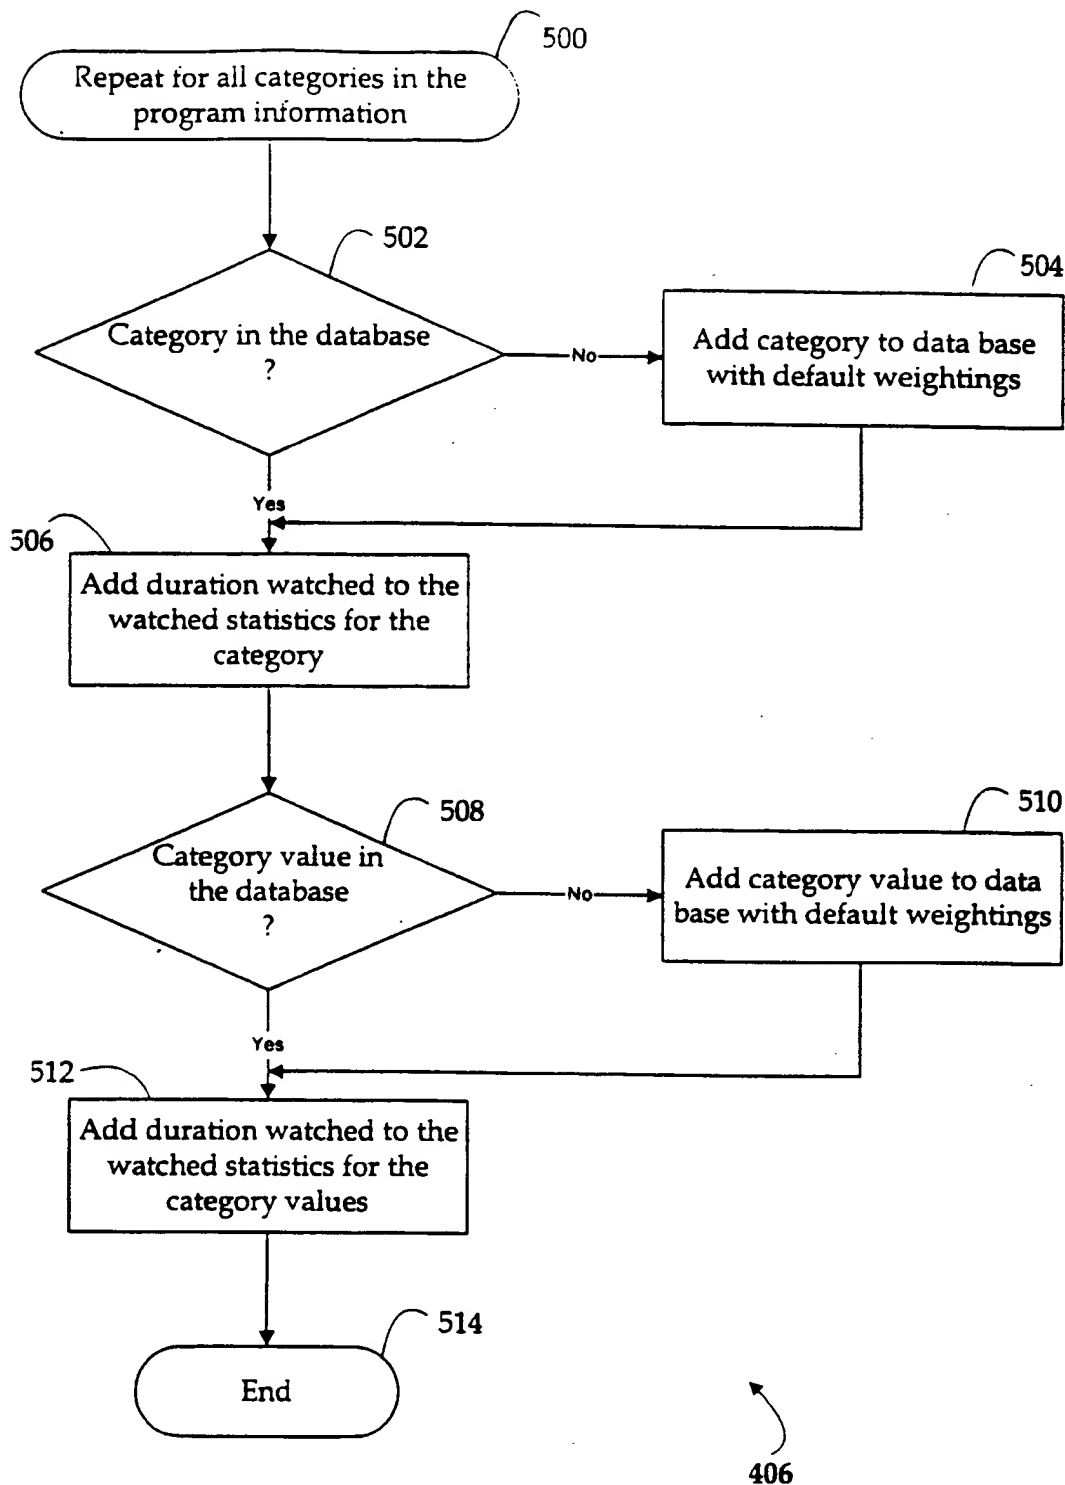 500
Repeat for all categories in the
program information
502
Category in the database
?
No
504
Add category to data base
with default weightings
Yes
506
Add duration watched to the
watched statistics for the
category
508
Category value in
the database
?
No
510
Add category value to data
base with default weightings
Yes
512
Add duration watched to the
watched statistics for the
category values
514
End
406